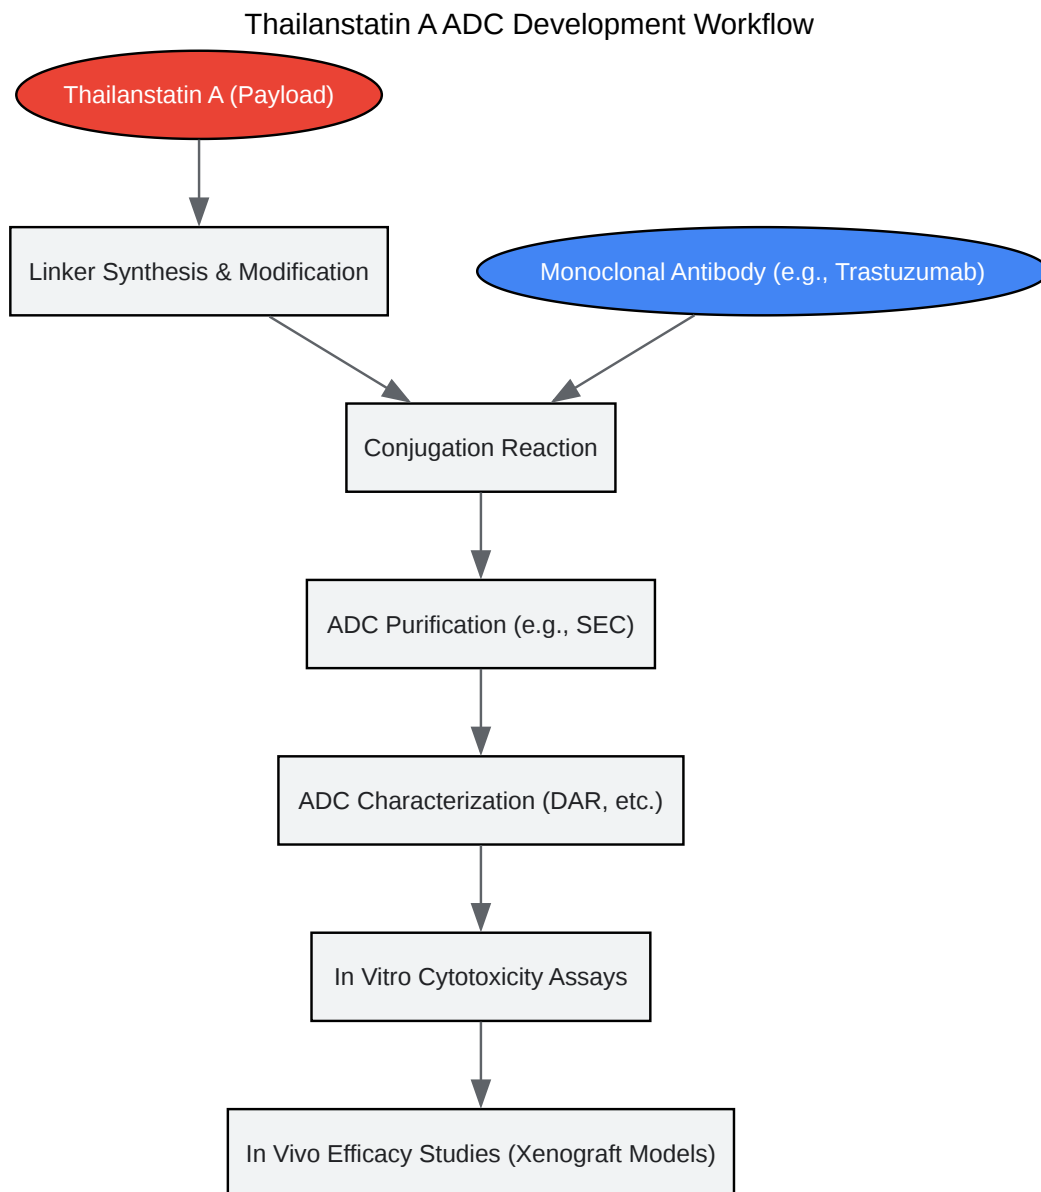 Thailanstatin A ADC Development Workflow
Thailanstatin A (Payload)
Linker Synthesis & Modification
Monoclonal Antibody (e.g., Trastuzumab)
Conjugation Reaction
ADC Purification (e.g., SEC)
ADC Characterization (DAR, etc.)
In Vitro Cytotoxicity Assays
In Vivo Efficacy Studies (Xenograft Models)